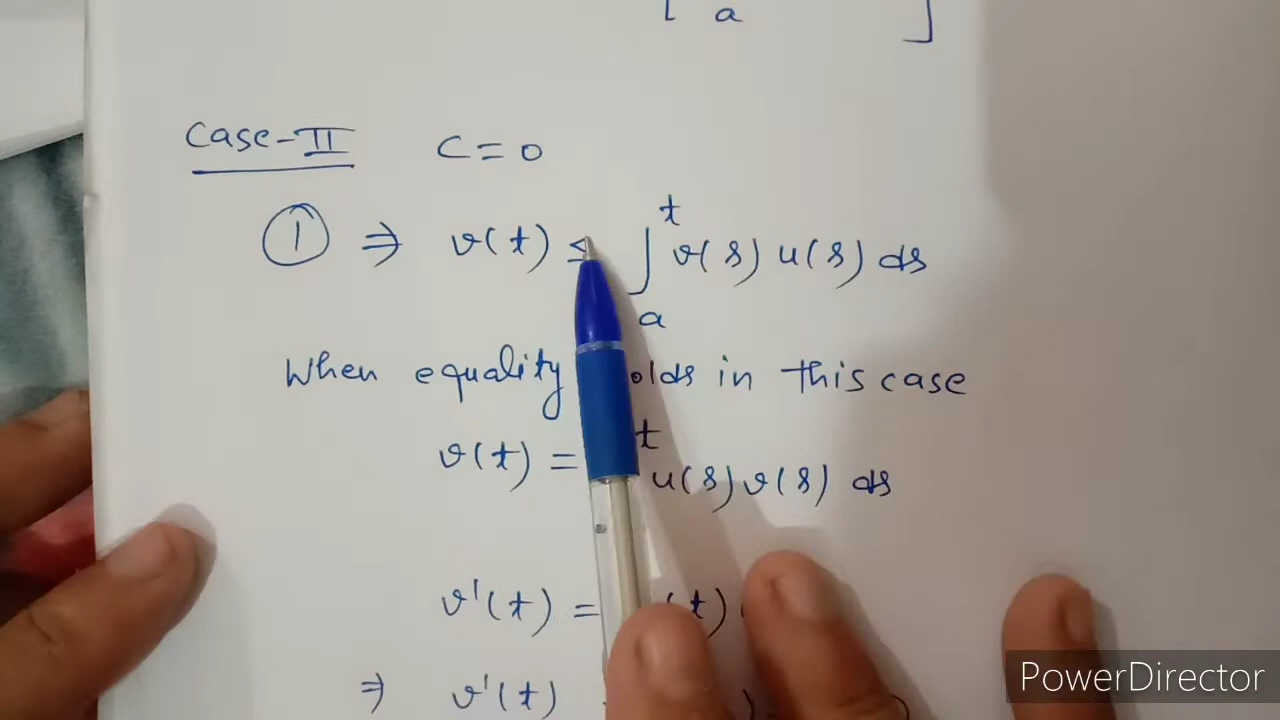 [ a ]
Case-II C = 0
① ⇒ v(t) ≤ ∫ₐᵗ v(s) u(s) ds
When equality olds in this case
v(t) = t u(s) v(s) ds
v'(t) = (t)
⇒ v'(t)
PowerDirector